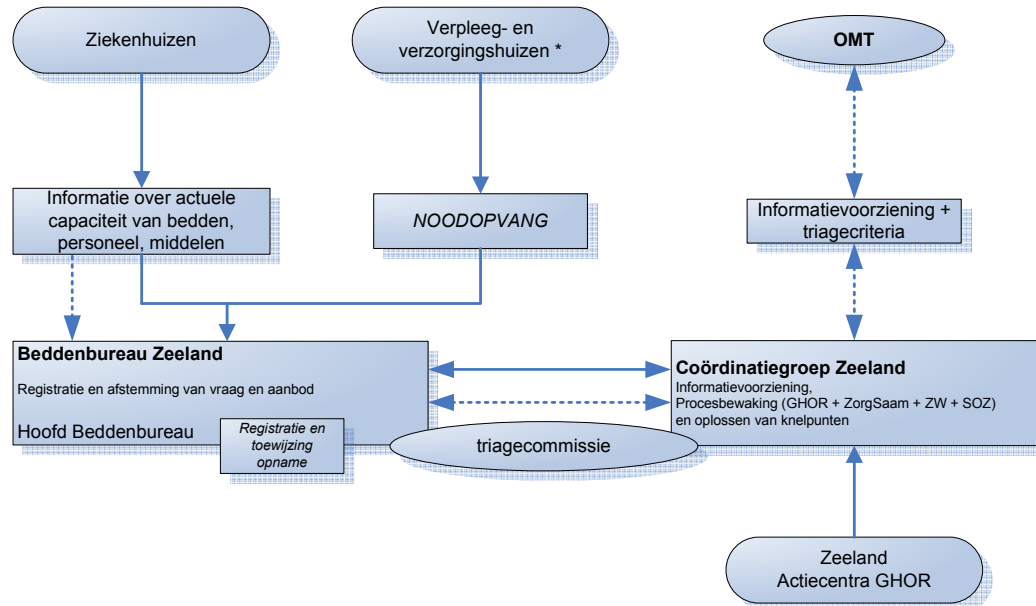 Ziekenhuizen
Verpleeg- en
verzorgingshuizen *
OMT
Informatie over actuele
capaciteit van bedden,
personeel, middelen
NOODOPVANG
Informatievoorziening +
triagecriteria
Beddenbureau Zeeland
Registratie en afstemming van vraag en aanbod
Hoofd Beddenbureau
Registratie en
toewijzing
opname
triagecommissie
Coördinatiegroep Zeeland
Informatievoorziening,
Procesbewaking (GHOR + ZorgSaam + ZW + SOZ)
en oplossen van knelpunten
Zeeland
Actiecentra GHOR